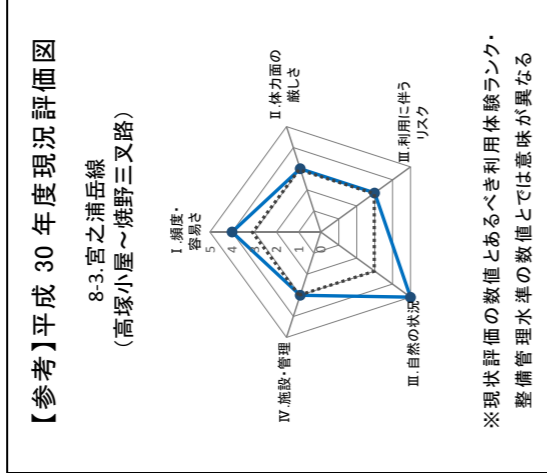 【参考】平成 30 年度現況評価図
8-3.宮之浦岳線
（高塚小屋～焼野三叉路）
Ⅰ.頻度・
容易さ
5
4
3
2
1
0
Ⅱ.体力面の
厳しさ
Ⅲ.利用に伴う
リスク
Ⅲ.自然の状況
Ⅳ.施設・管理
※現状評価の数値とあるべき利用体験ランク・
整備管理水準の数値とでは意味が異なる